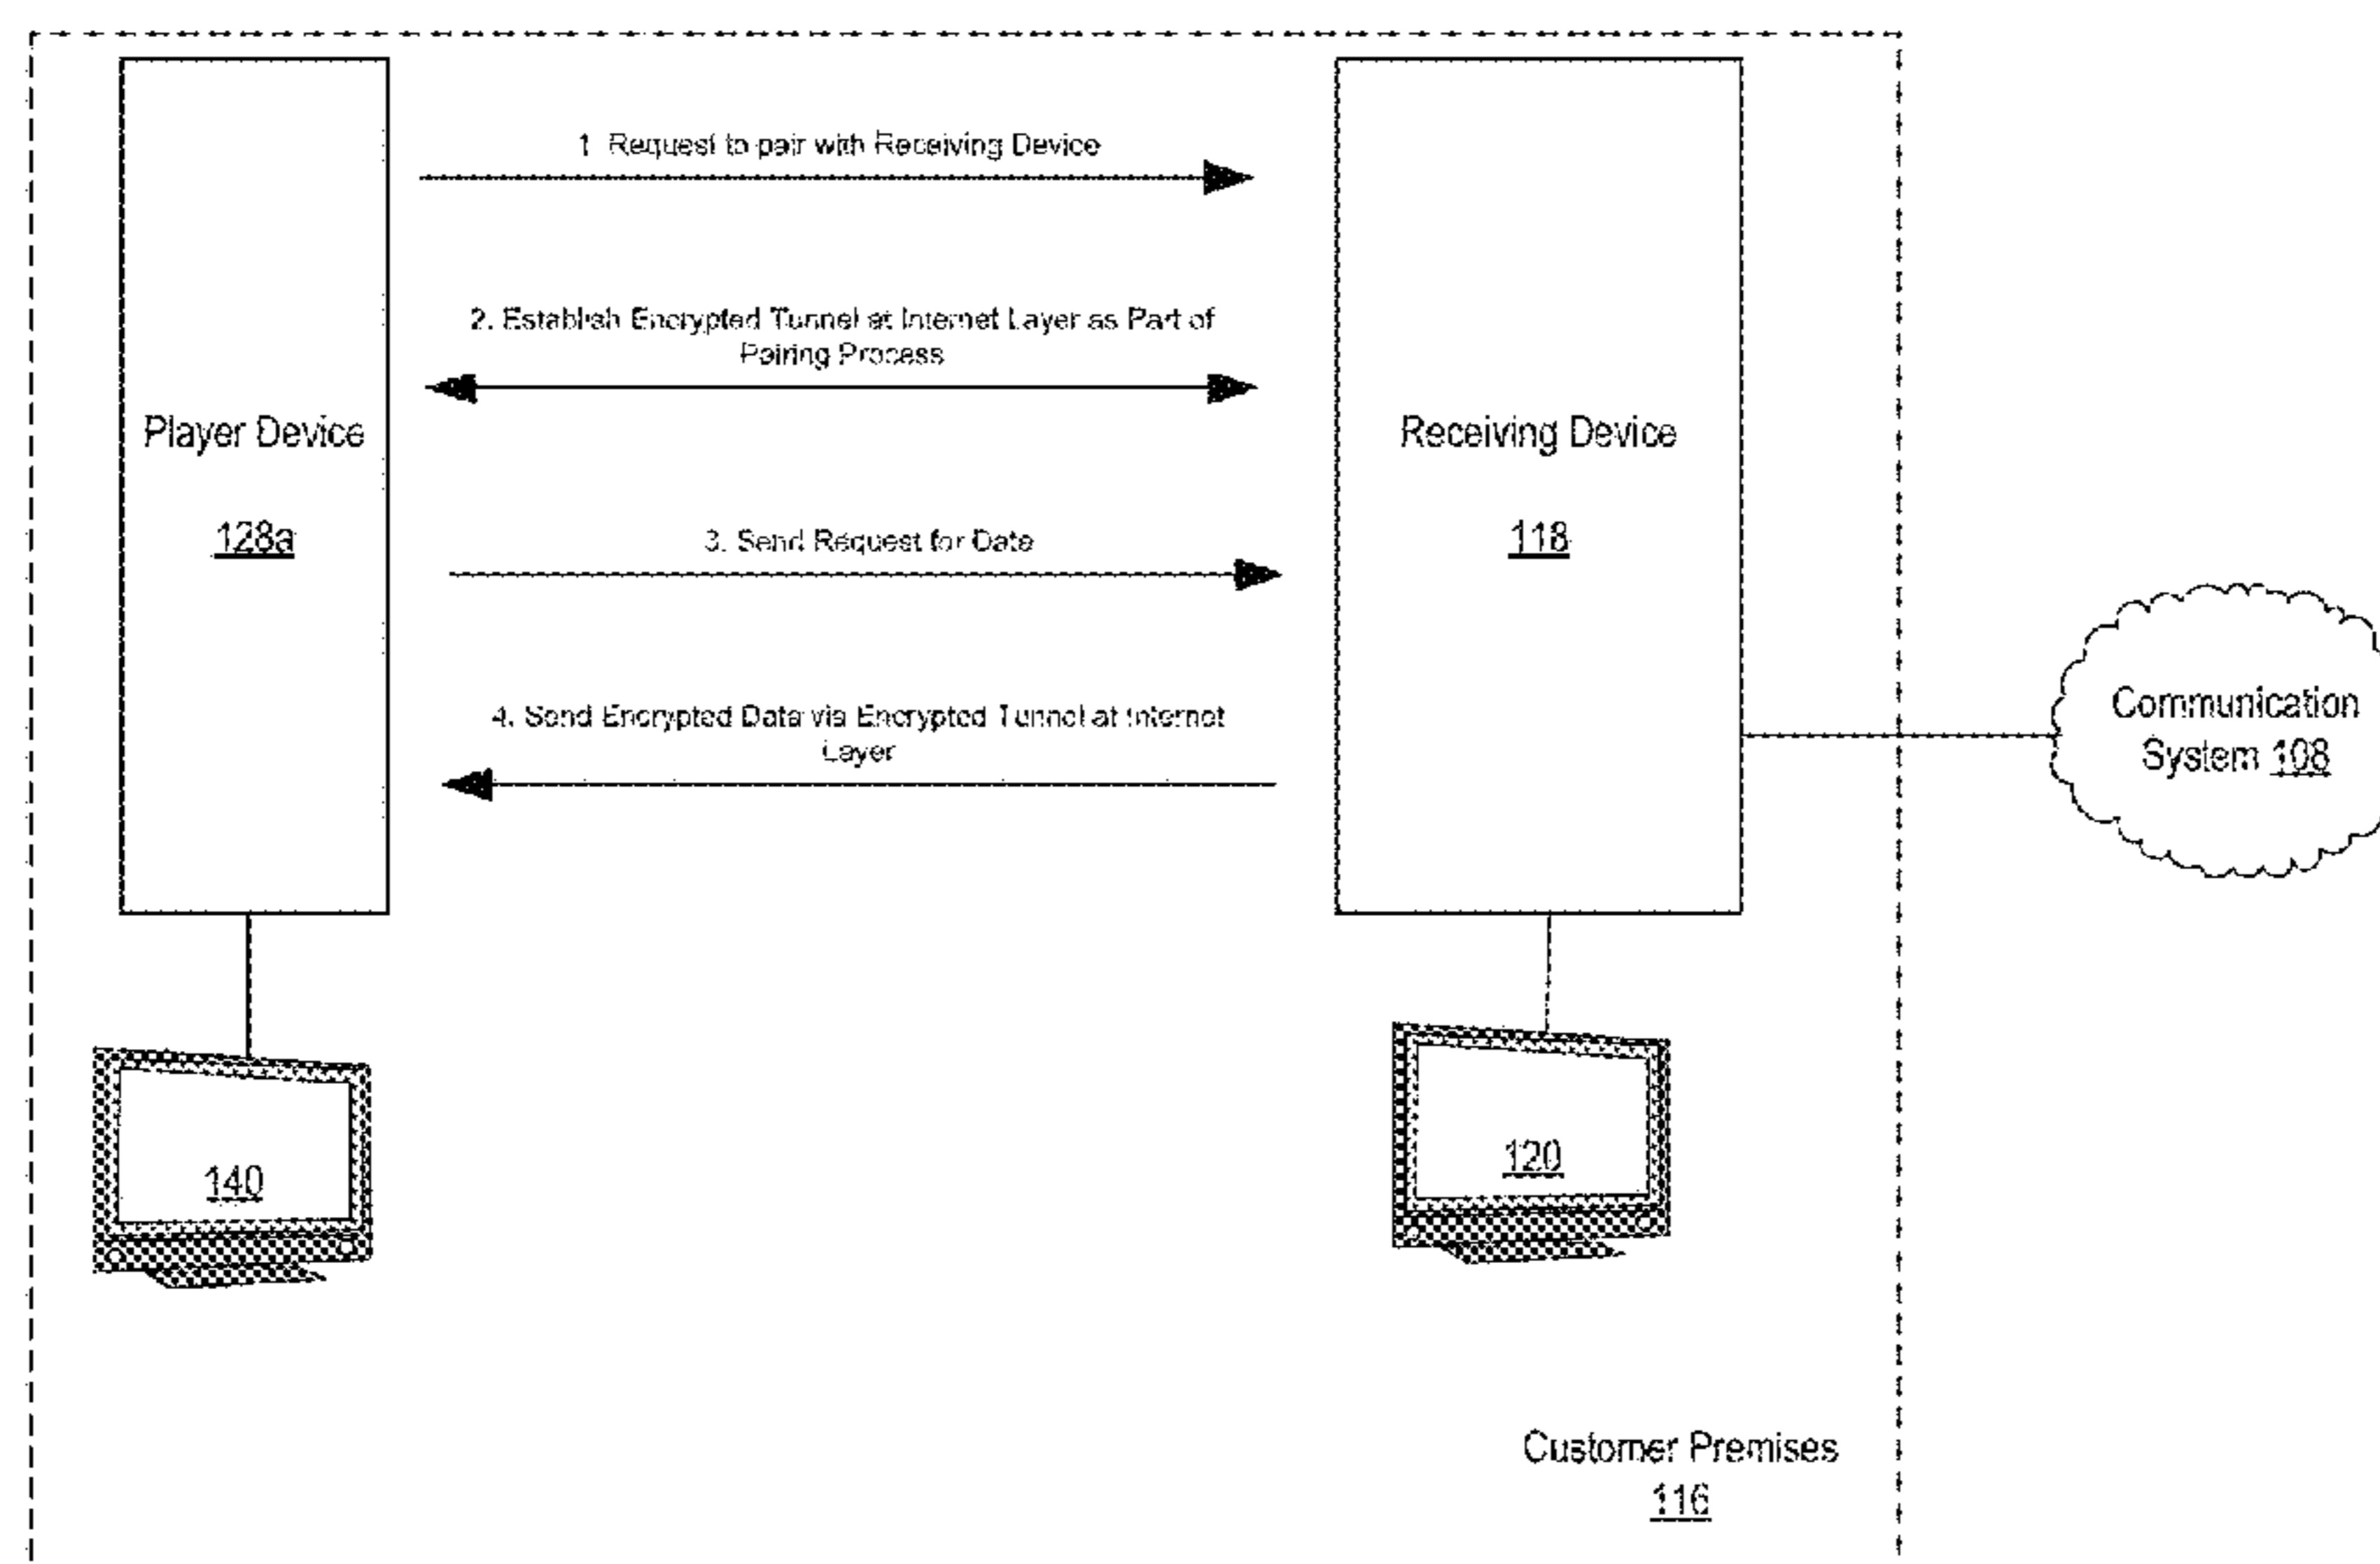 1. Request to pair with Receiving Device
2. Establish Encrypted Tunnel at Internet Layer as Part of
Pairing Process
Player Device
128a
Receiving Device
118
3. Send Request for Data
4. Send Encrypted Data via Encrypted Tunnel at Internet
Layer
Communication
System 108
140
120
Customer Premises
116